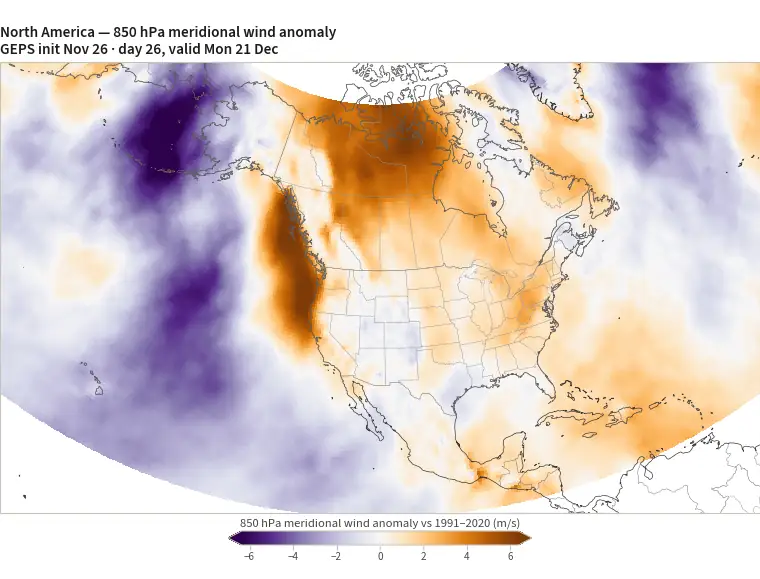 North America — 850 hPa meridional wind anomaly
GEPS init Nov 26 · day 26, valid Mon 21 Dec
850 hPa meridional wind anomaly vs 1991–2020 (m/s)
−6 −4 −2 0 2 4 6